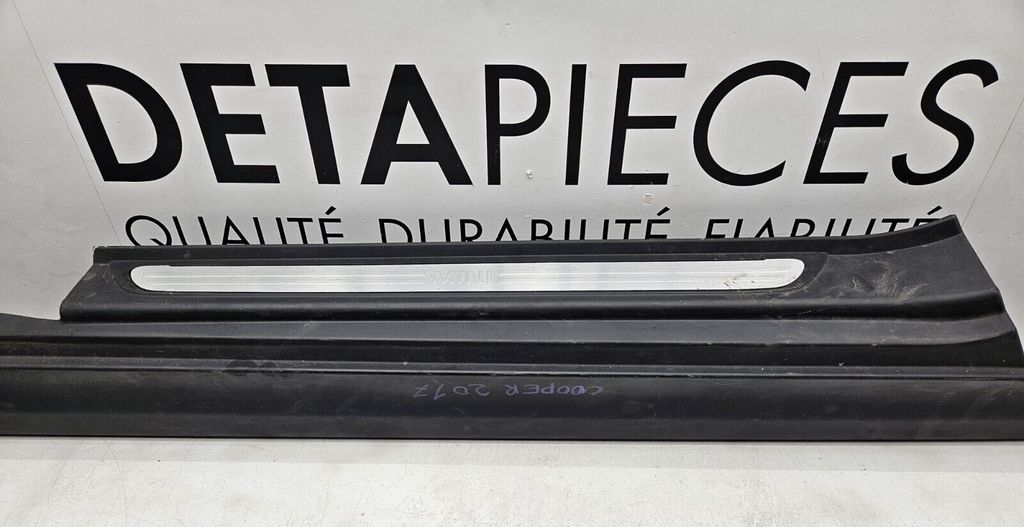 DETAPIECES
QUALITÉ DURABILITÉ FIABILITÉ
COOPER 2017